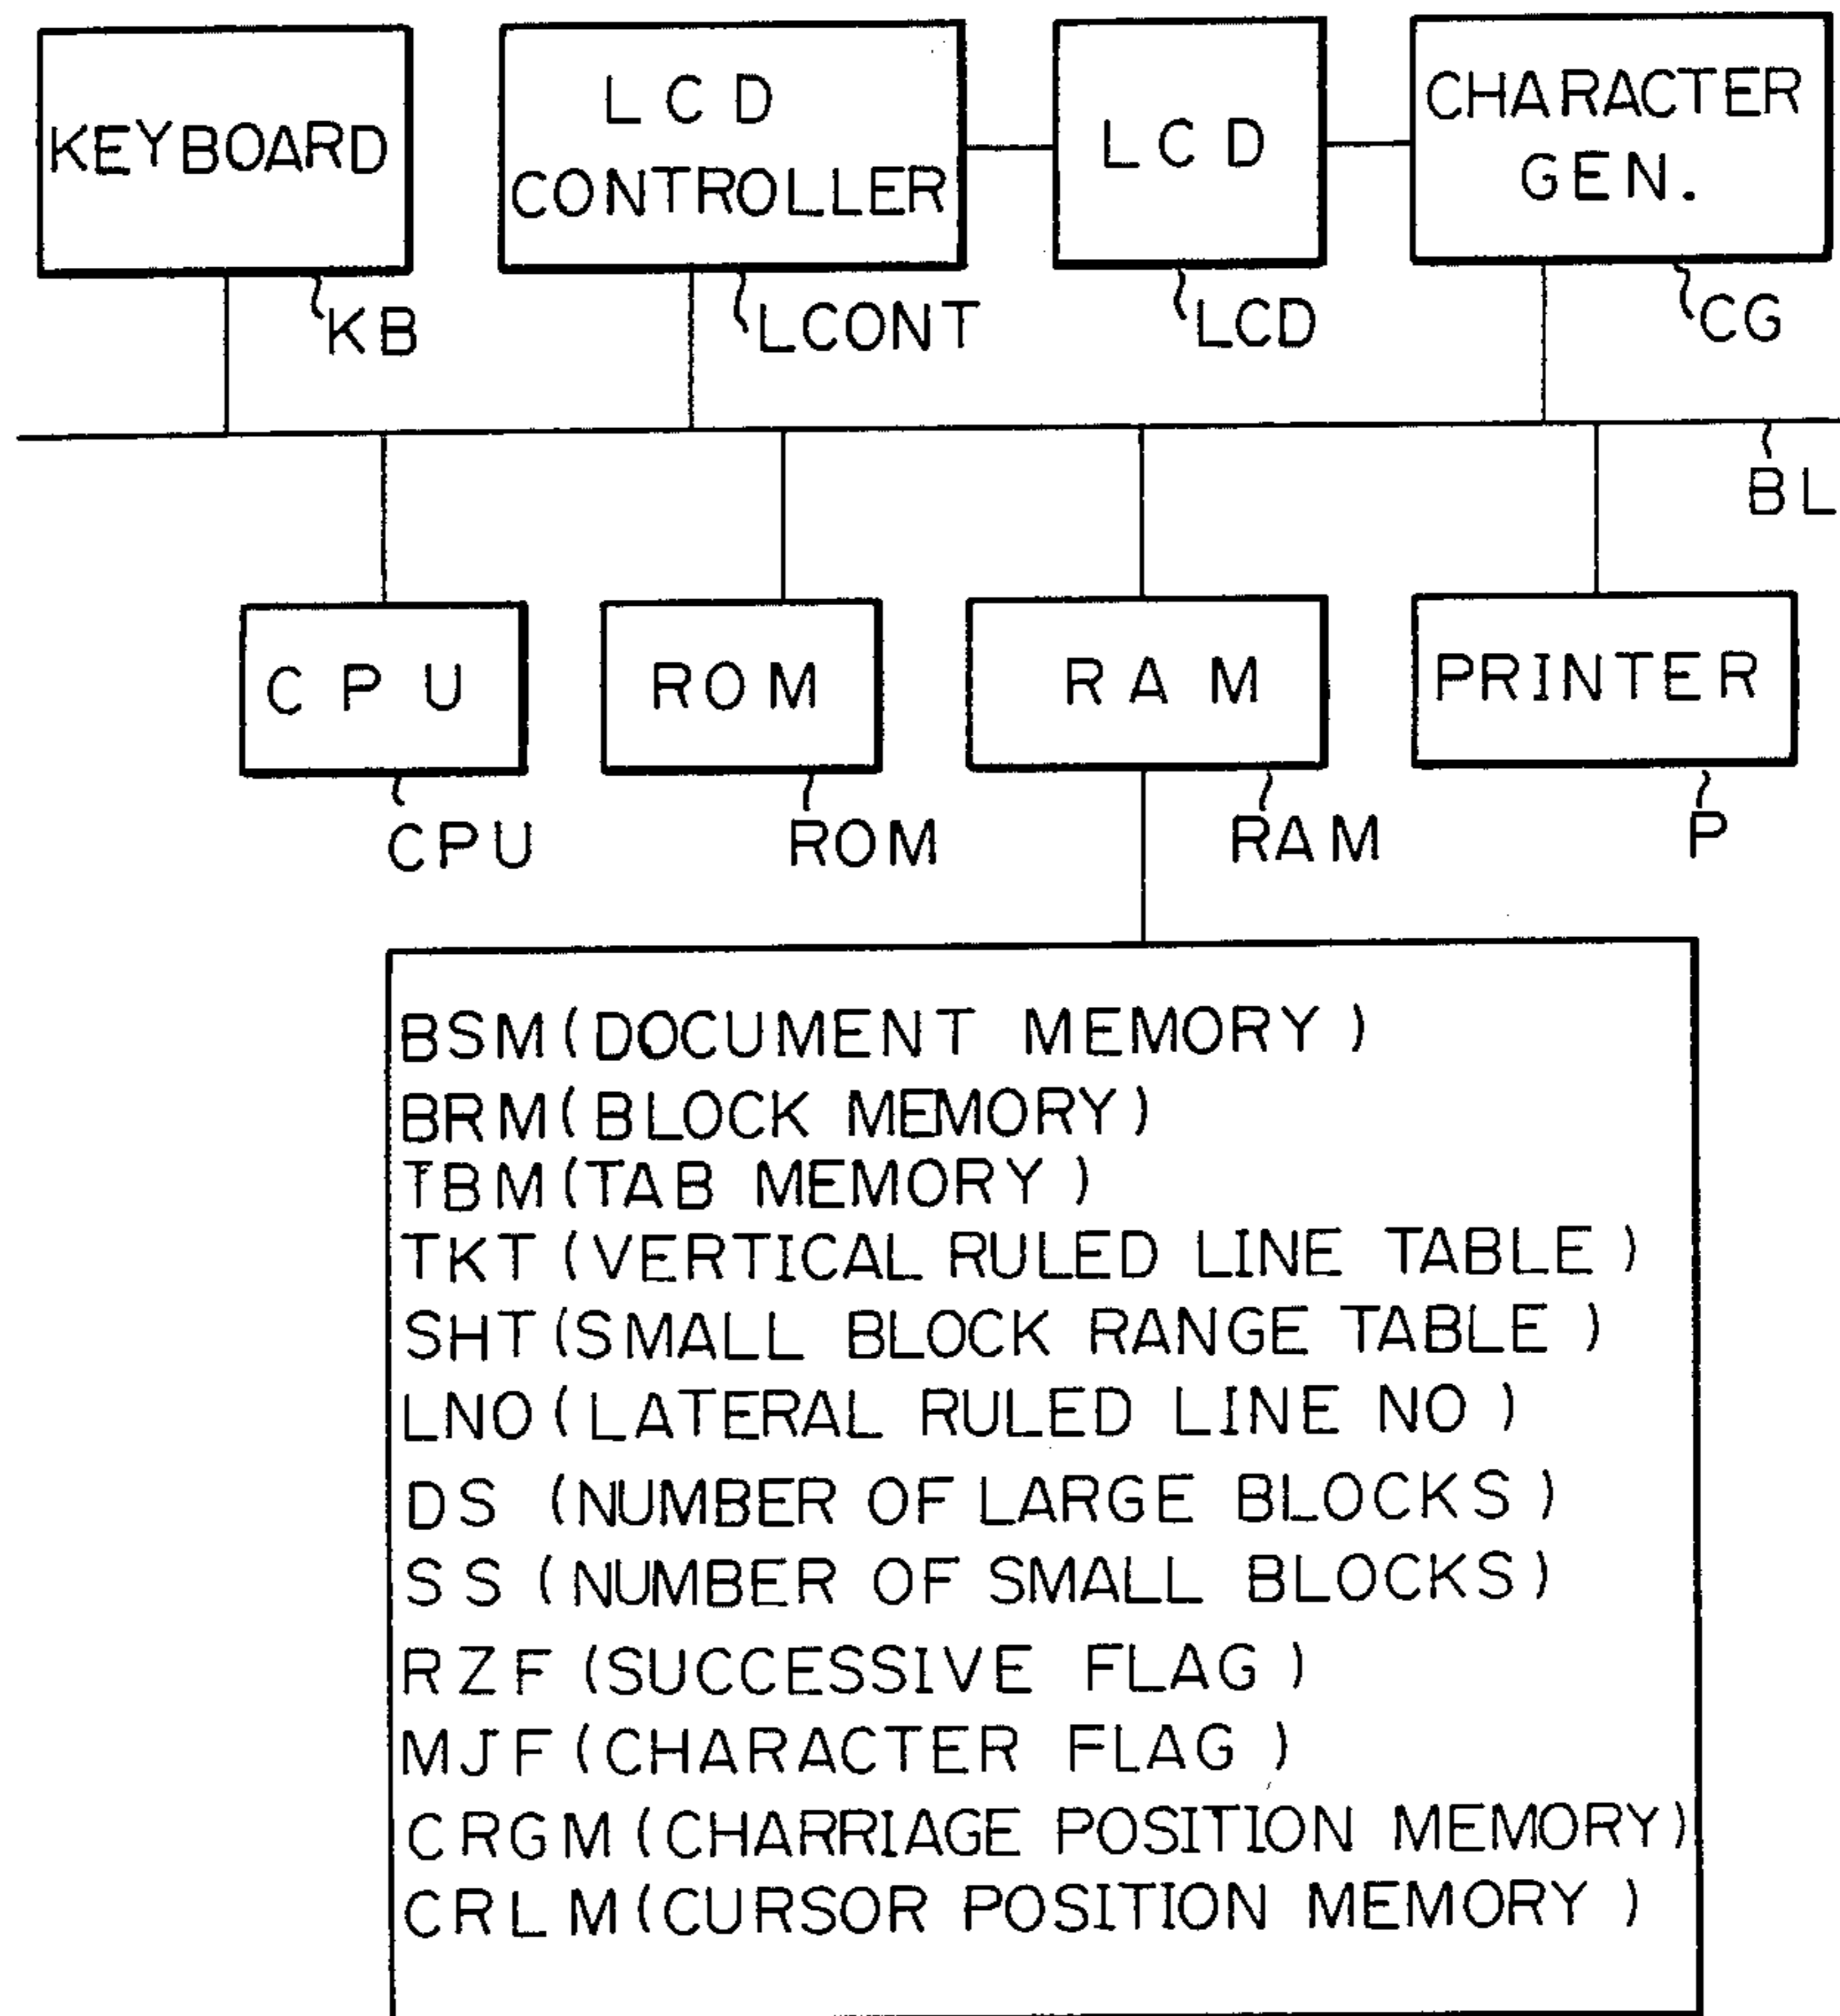 KEYBOARD
LCD
CONTROLLER
LCD
CHARACTER
GEN.
KB
LCONT
LCD
CG
BL
CPU
ROM
RAM
PRINTER
CPU
ROM
RAM
P
BSM (DOCUMENT MEMORY)
BRM (BLOCK MEMORY)
TBM (TAB MEMORY)
TKT (VERTICAL RULED LINE TABLE)
SHT (SMALL BLOCK RANGE TABLE)
LNO (LATERAL RULED LINE NO)
DS (NUMBER OF LARGE BLOCKS)
SS (NUMBER OF SMALL BLOCKS)
RZF (SUCCESSIVE FLAG)
MJF (CHARACTER FLAG)
CRGM (CHARRIAGE POSITION MEMORY)
CRLM (CURSOR POSITION MEMORY)